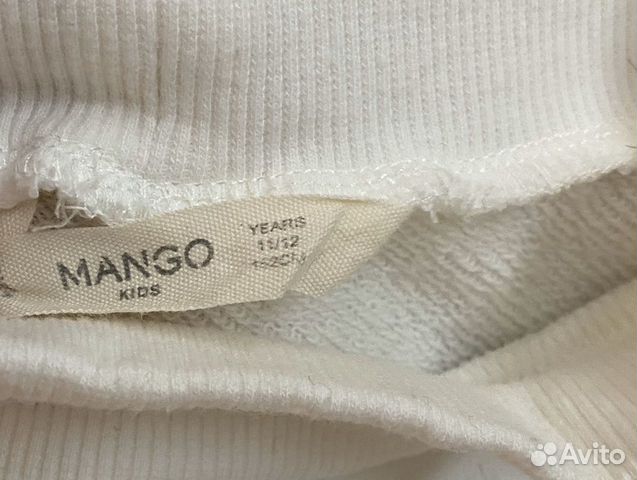 MANGO
KIDS
YEARS
11/12
152CM
Avito